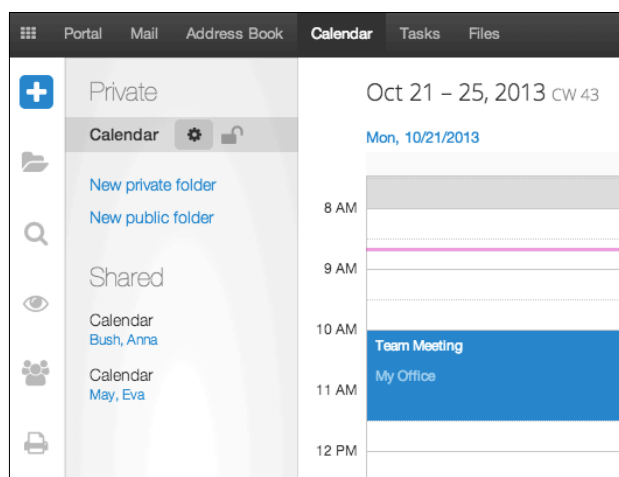 Portal Mail Address Book Calendar Tasks Files
Private
Calendar
New private folder
New public folder
Shared
Calendar
Bush, Anna
Calendar
May, Eva
Oct 21 – 25, 2013 CW 43
Mon, 10/21/2013
8 AM
9 AM
10 AM
Team Meeting
My Office
11 AM
12 PM